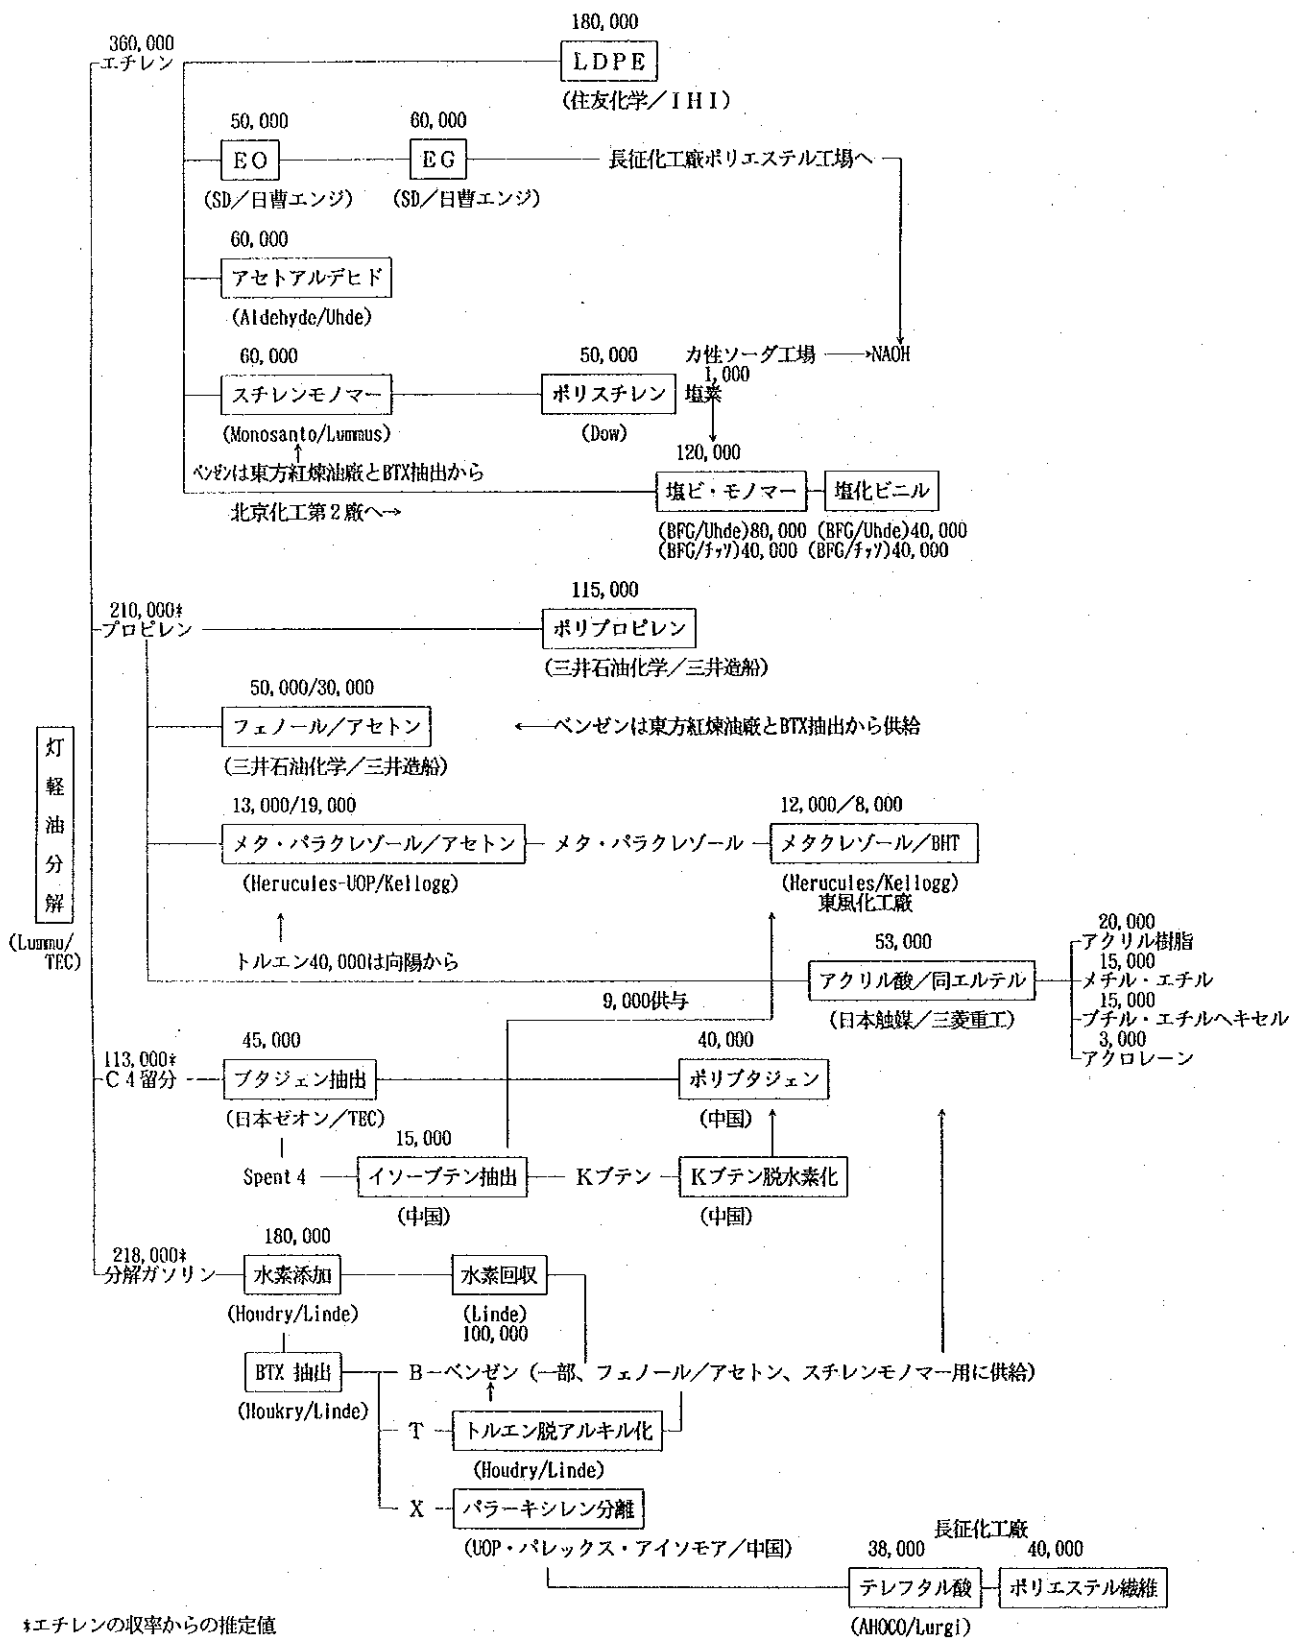 180,000
360,000
エチレン
LDPE
(住友化学／IHI)
50,000
60,000
EO
EG
長征化工廠ポリエステル工場へ
(SD／日曹エンジ)
(SD／日曹エンジ)
60,000
アセトアルデヒド
(Aldehyde/Uhde)
60,000
50,000
カ性ソーダ工場 →NAOH
1,000
スチレンモノマー
ポリスチレン
塩素
(Monosanto/Lummus)
(Dow)
↑
120,000
ベンゼンは東方紅煉油廠とBTX抽出から
塩ビ・モノマー
塩化ビニル
北京化工第２廠へ→
(BFG/Uhde)80,000 (BFG/Uhde)40,000
(BFG/チッソ)40,000 (BFG/チッソ)40,000
115,000
210,000*
プロピレン
ポリプロピレン
(三井石油化学／三井造船)
50,000/30,000
フェノール／アセトン
←ベンゼンは東方紅煉油廠とBTX抽出から供給
(三井石油化学／三井造船)
灯軽油分解
(Lummu/
TEC)
13,000/19,000
12,000／8,000
メタ・パラクレゾール／アセトン
メタ・パラクレゾール
メタクレゾール／BHT
(Herucules-UOP/Kellogg)
(Herucules/Kellogg)
東風化工廠
↑
トルエン40,000は向陽から
53,000
20,000
アクリル樹脂
15,000
アクリル酸／同エルテル
メチル・エチル
9,000供与
15,000
(日本触媒／三菱重工)
ブチル・エチルヘキセル
3,000
アクロレーン
45,000
40,000
113,000*
C４留分
ブタジェン抽出
ポリブタジェン
(日本ゼオン／TEC)
(中国)
15,000
Spent４
イソーブテン抽出
Kブテン
Kブテン脱水素化
(中国)
(中国)
180,000
218,000*
分解ガソリン
水素添加
水素回収
(Houdry/Linde)
(Linde)
100,000
BTX 抽出
B－ベンゼン (一部、フェノール／アセトン、スチレンモノマー用に供給)
(Houkry/Linde)
↑
T
トルエン脱アルキル化
(Houdry/Linde)
X
パラーキシレン分離
(UOP・パレックス・アイソモア／中国)
長征化工廠
38,000
40,000
テレフタル酸
ポリエステル繊維
(AHOCO/Lurgi)
*エチレンの収率からの推定値